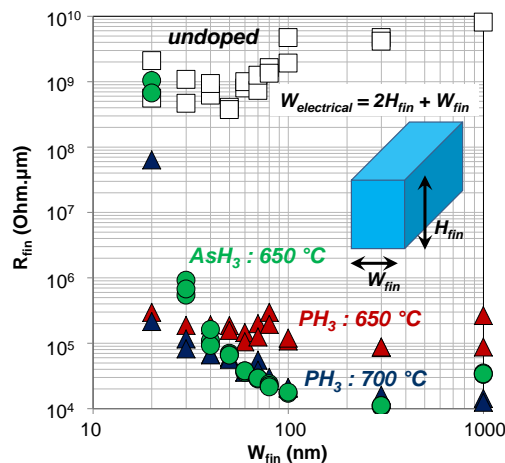 10¹⁰
undoped
10⁹
W_electrical = 2H_fin + W_fin
10⁸
R_fin (Ohm.µm)
10⁷
H_fin
AsH₃ : 650 °C
W_fin
10⁶
PH₃ : 650 °C
10⁵
PH₃ : 700 °C
10⁴
10 100 1000
W_fin (nm)